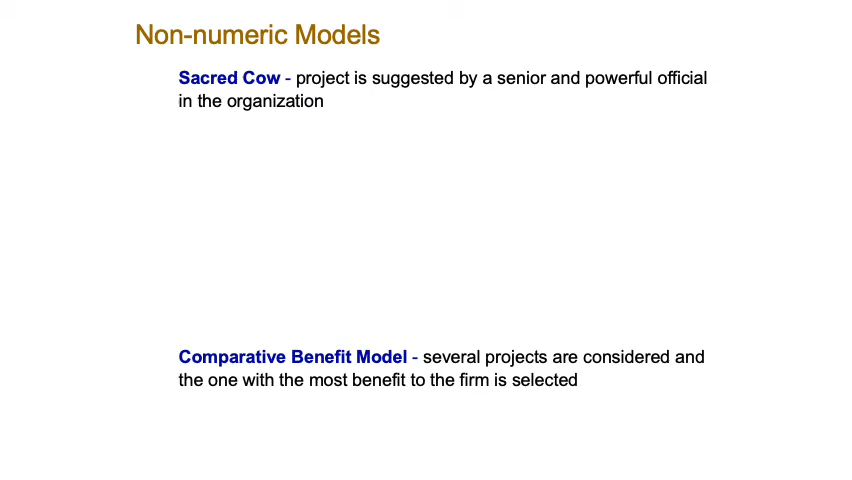 Non-numeric Models
Sacred Cow - project is suggested by a senior and powerful official
in the organization
Comparative Benefit Model - several projects are considered and
the one with the most benefit to the firm is selected